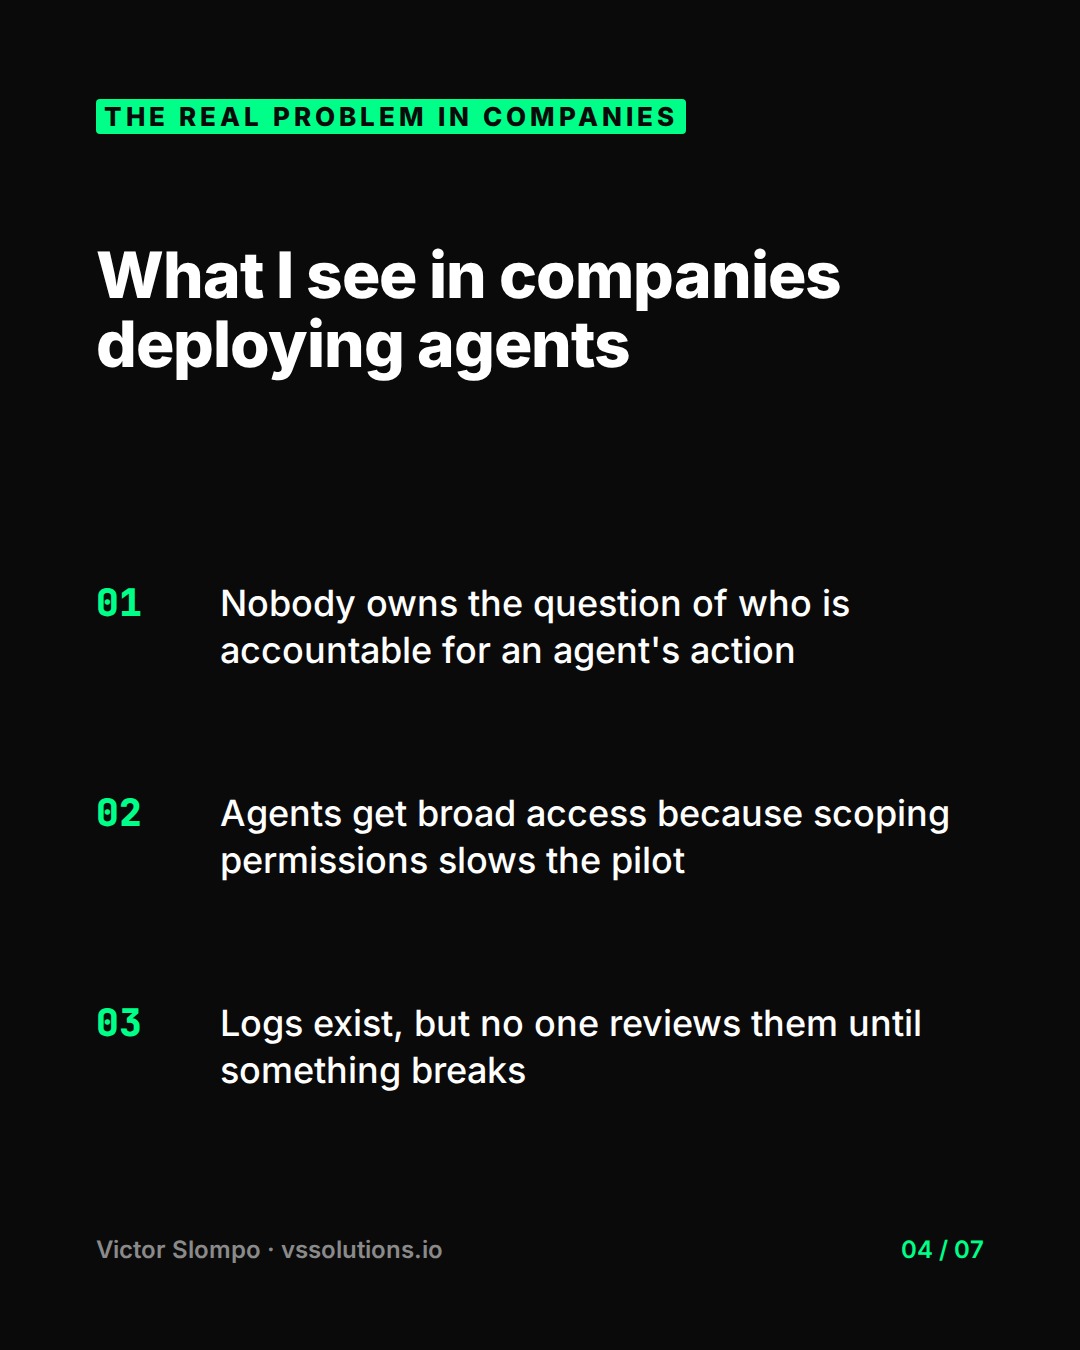 THE REAL PROBLEM IN COMPANIES
What I see in companies
deploying agents
01 Nobody owns the question of who is
accountable for an agent's action
02 Agents get broad access because scoping
permissions slows the pilot
03 Logs exist, but no one reviews them until
something breaks
Victor Slompo · vssolutions.io 04 / 07